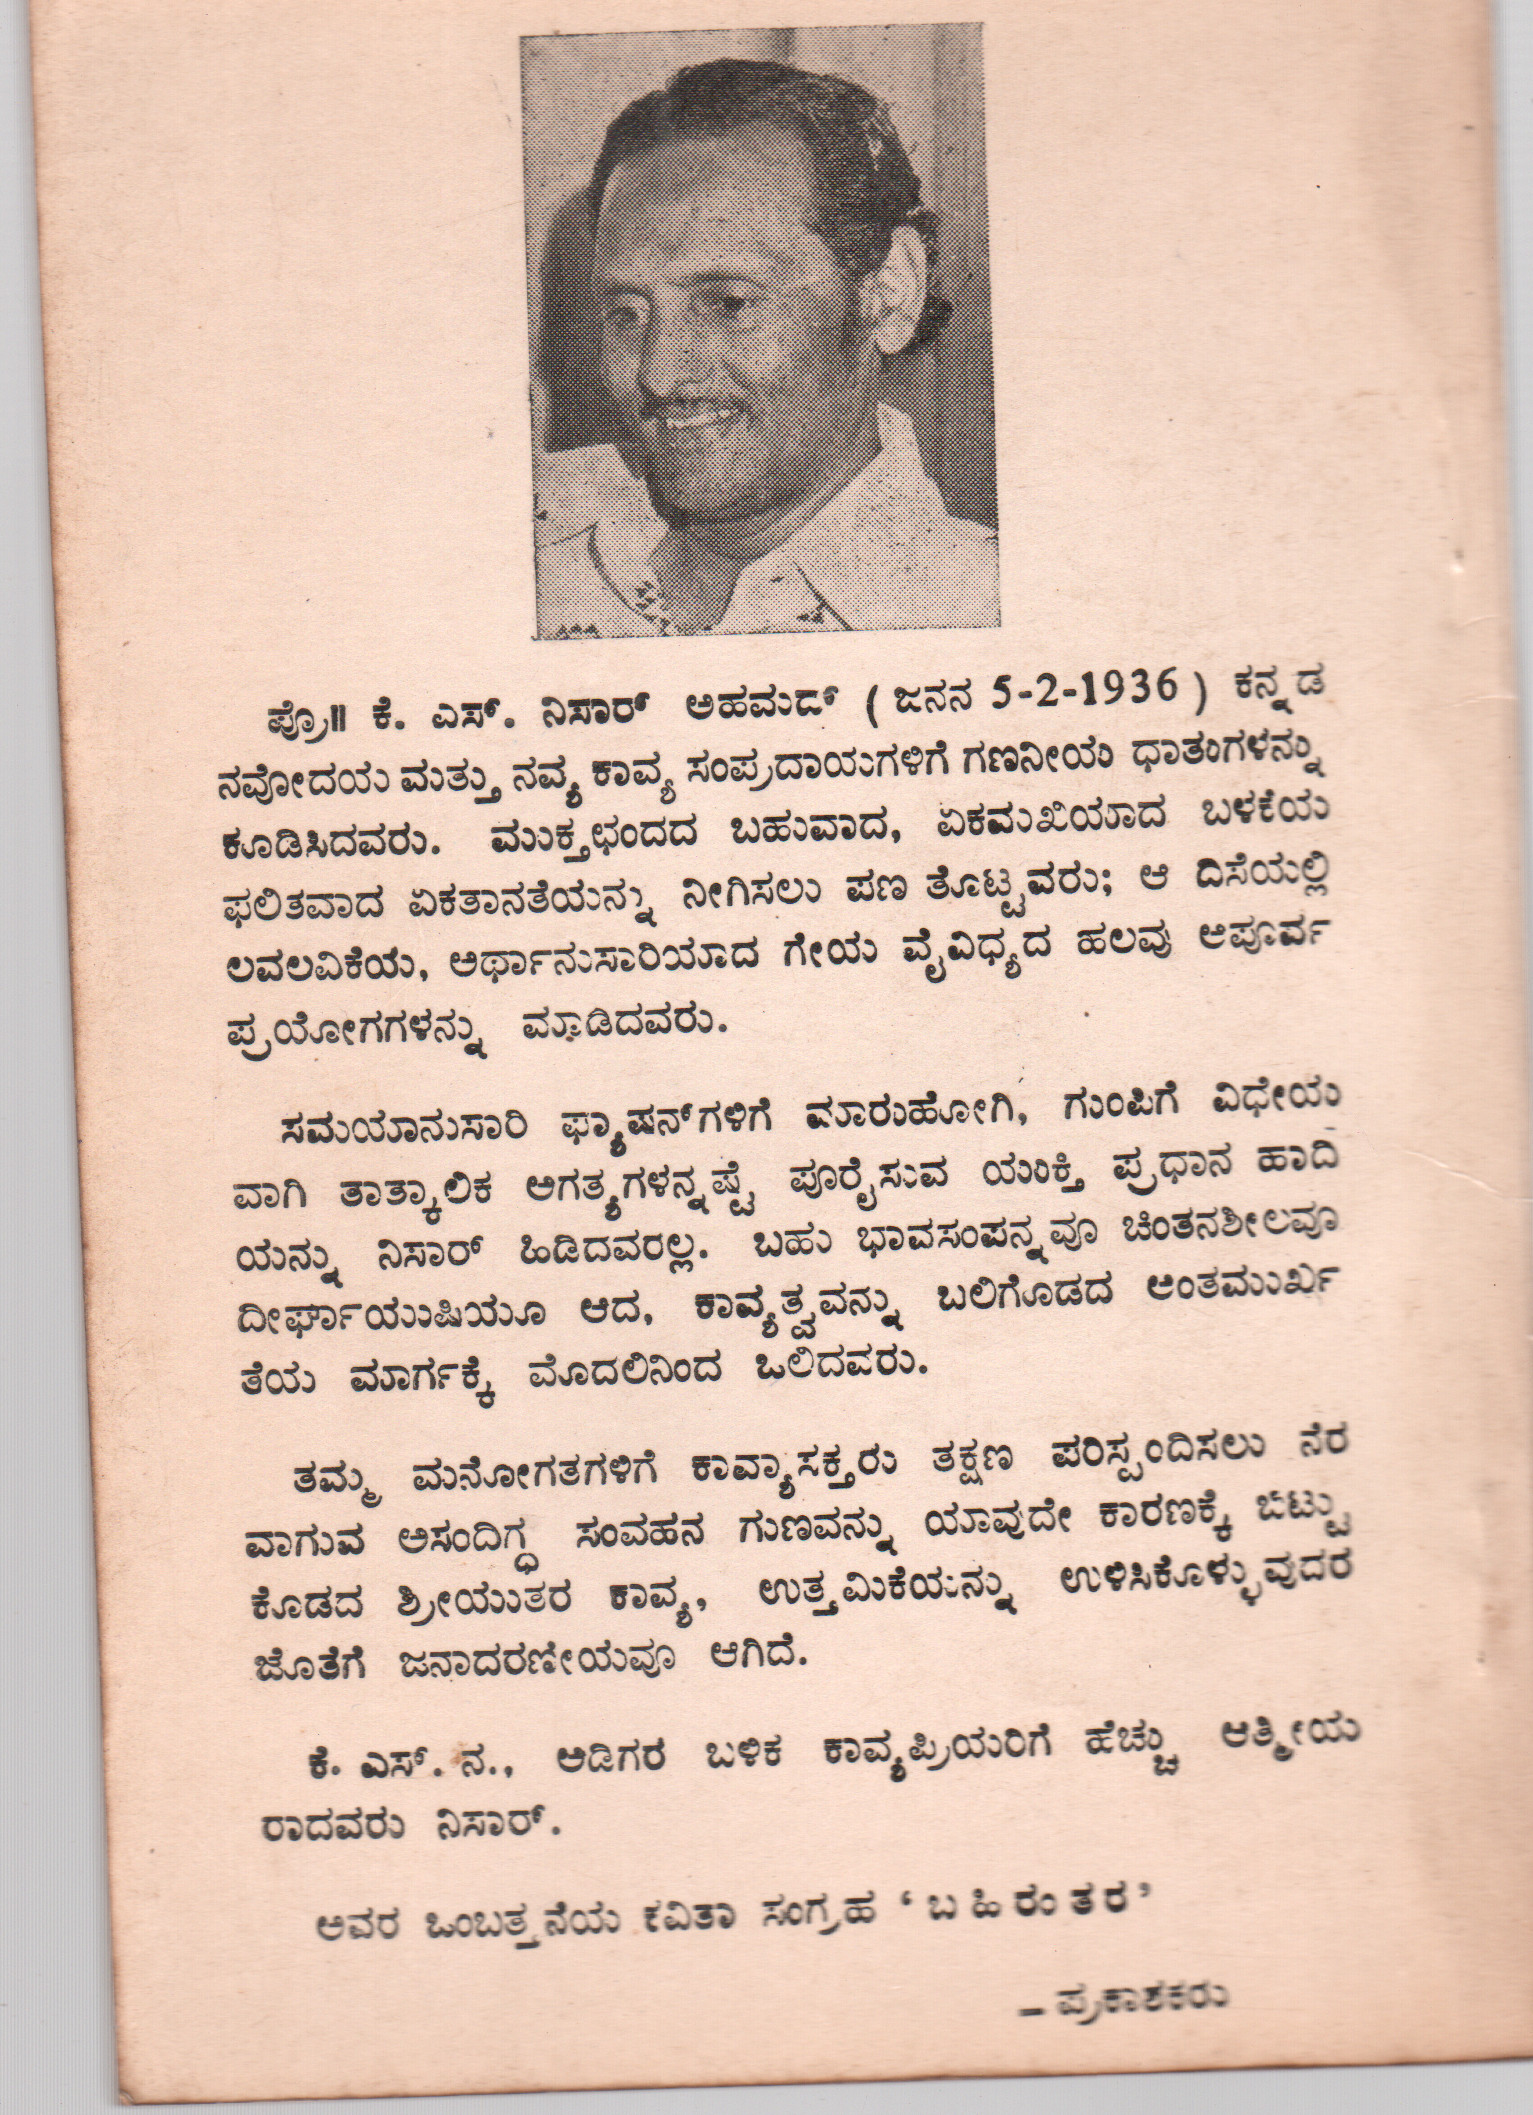 ಪ್ರೊ॥ ಕೆ. ಎಸ್. ನಿಸಾರ್ ಅಹಮದ್ ( ಜನನ 5-2-1936 ) ಕನ್ನಡ
ನವೋದಯ ಮತ್ತು ನವ್ಯ ಕಾವ್ಯ ಸಂಪ್ರದಾಯಗಳಿಗೆ ಗಣನೀಯ ಧಾತುಗಳನ್ನು
ಕೂಡಿಸಿದವರು. ಮುಕ್ತಛಂದದ ಬಹುವಾದ, ಏಕಮುಖಿಯಾದ ಬಳಕೆಯ
ಫಲಿತವಾದ ಏಕತಾನತೆಯನ್ನು ನೀಗಿಸಲು ಪಣ ತೊಟ್ಟವರು; ಆ ದಿಸೆಯಲ್ಲಿ
ಲವಲವಿಕೆಯ, ಅರ್ಥಾನುಸಾರಿಯಾದ ಗೇಯ ವೈವಿಧ್ಯದ ಹಲವು ಅಪೂರ್ವ
ಪ್ರಯೋಗಗಳನ್ನು ಮಾಡಿದವರು.
ಸಮಯಾನುಸಾರಿ ಫ್ಯಾಷನ್‌ಗಳಿಗೆ ಮಾರುಹೋಗಿ, ಗುಂಪಿಗೆ ವಿಧೇಯ
ವಾಗಿ ತಾತ್ಕಾಲಿಕ ಅಗತ್ಯಗಳನ್ನಷ್ಟೆ ಪೂರೈಸುವ ಯುಕ್ತಿ ಪ್ರಧಾನ ಹಾದಿ
ಯನ್ನು ನಿಸಾರ್ ಹಿಡಿದವರಲ್ಲ. ಬಹು ಭಾವಸಂಪನ್ನವೂ ಚಿಂತನಶೀಲವೂ
ದೀರ್ಘಾಯುಷಿಯೂ ಆದ, ಕಾವ್ಯತ್ವವನ್ನು ಬಲಿಗೊಡದ ಅಂತಮುರ್ಖ
ತೆಯ ಮಾರ್ಗಕ್ಕೆ ಮೊದಲಿನಿಂದ ಒಲಿದವರು.
ತಮ್ಮ ಮನೋಗತಗಳಿಗೆ ಕಾವ್ಯಾಸಕ್ತರು ತಕ್ಷಣ ಪರಿಸ್ಪಂದಿಸಲು ನೆರ
ವಾಗುವ ಅಸಂದಿಗ್ಧ ಸಂವಹನ ಗುಣವನ್ನು ಯಾವುದೇ ಕಾರಣಕ್ಕೆ ಬಿಟ್ಟು
ಕೊಡದ ಶ್ರೀಯುತರ ಕಾವ್ಯ, ಉತ್ತಮಿಕೆಯನ್ನು ಉಳಿಸಿಕೊಳ್ಳುವುದರ
ಜೊತೆಗೆ ಜನಾದರಣೀಯವೂ ಆಗಿದೆ.
ಕೆ. ಎಸ್. ನ., ಅಡಿಗರ ಬಳಿಕ ಕಾವ್ಯಪ್ರಿಯರಿಗೆ ಹೆಚ್ಚು ಆತ್ಮೀಯ
ರಾದವರು ನಿಸಾರ್.
ಅವರ ಒಂಬತ್ತನೆಯ ಕವಿತಾ ಸಂಗ್ರಹ ‘ ಬ ಹಿ ರಂ ತ ರ ’
– ಪ್ರಕಾಶಕರು